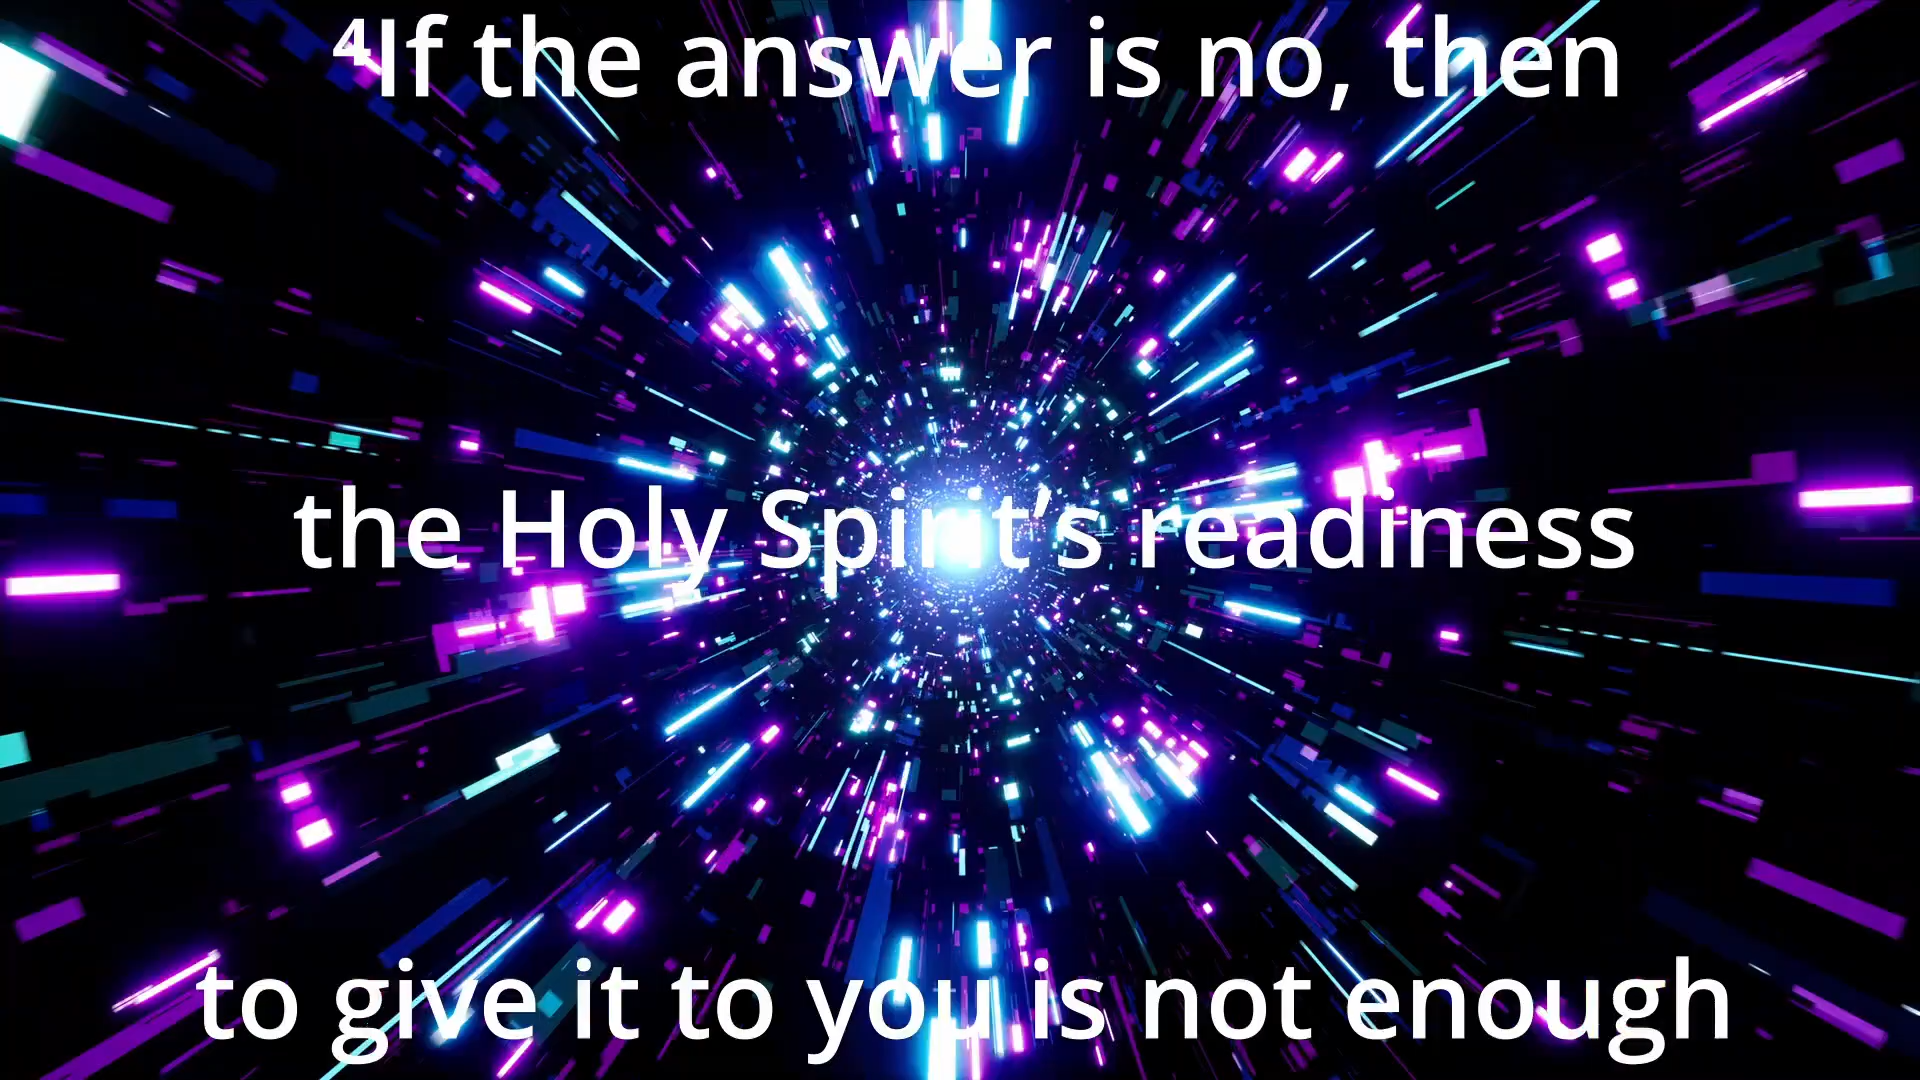 ⁴If the answer is no, then
the Holy Spirit’s readiness
to give it to you is not enough